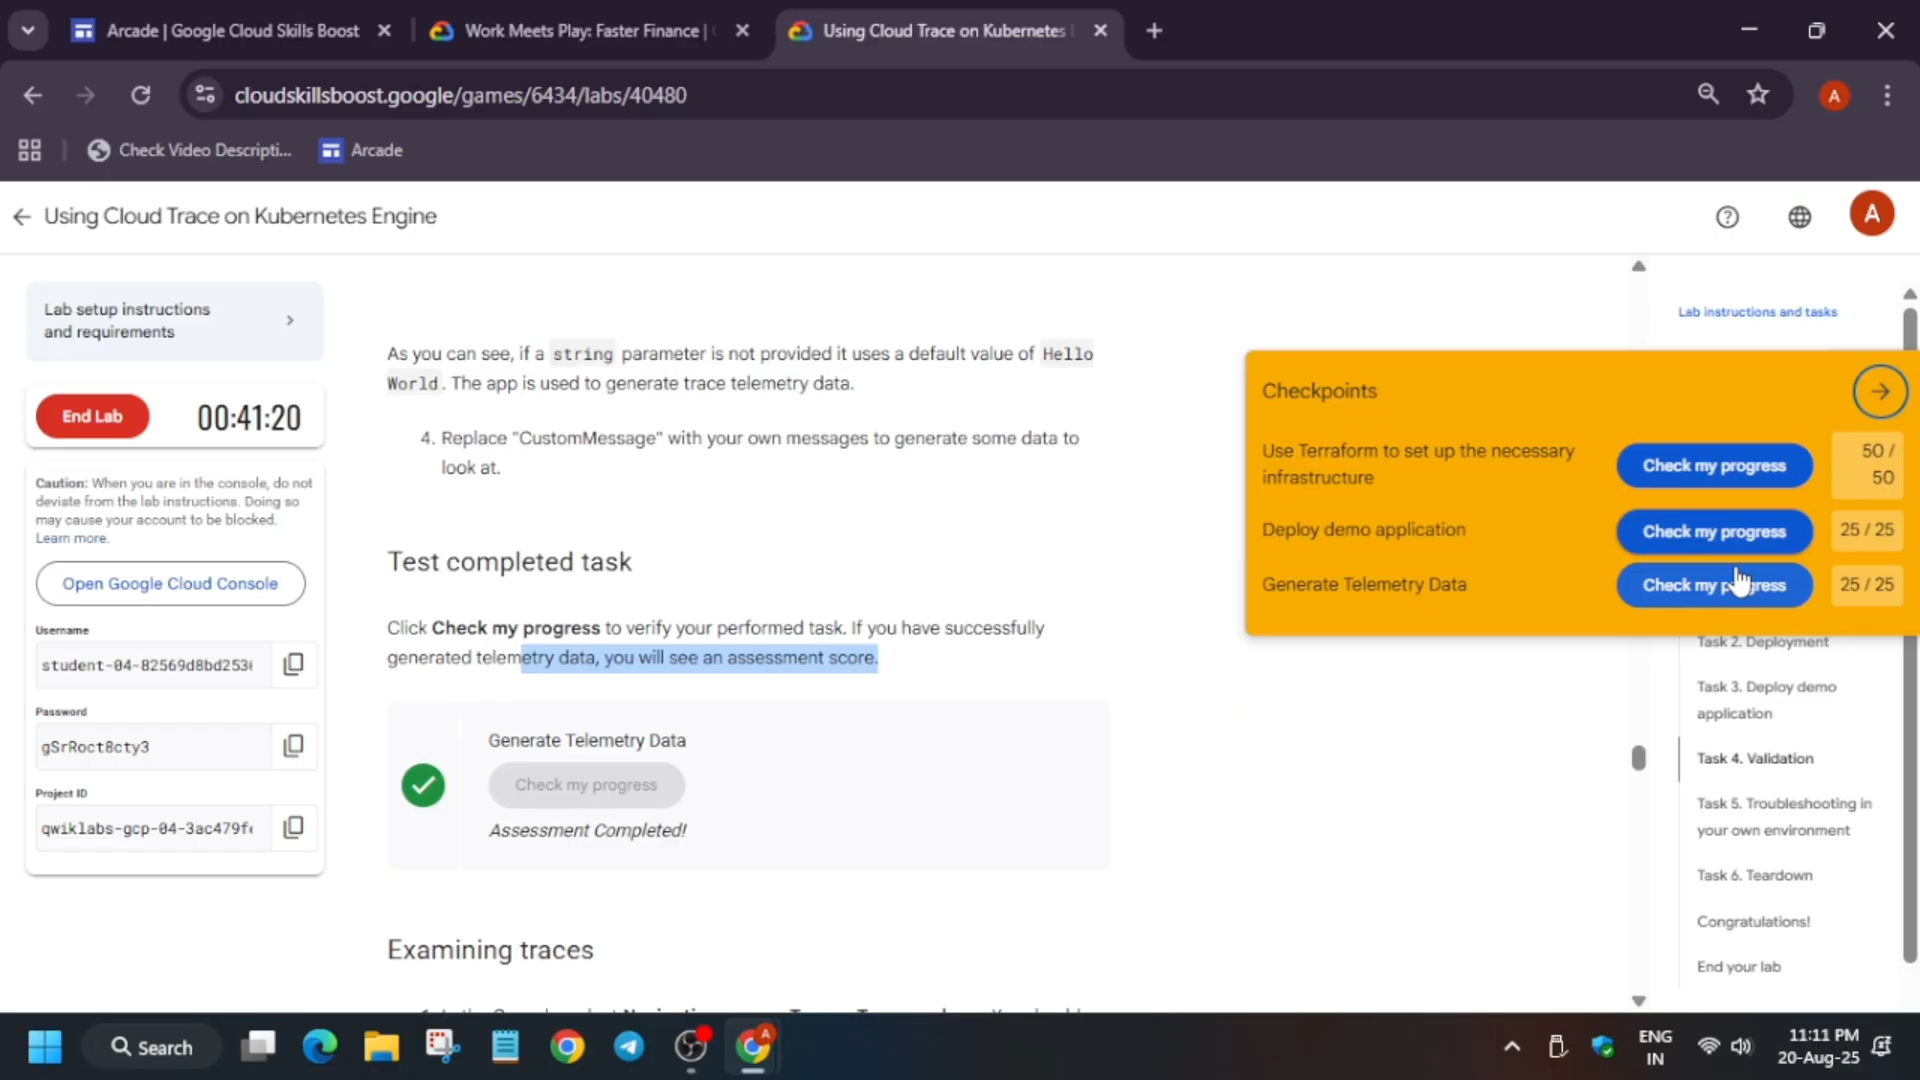 Arcade | Google Cloud Skills Boost
Work Meets Play: Faster Finance |
Using Cloud Trace on Kubernetes
cloudskillsboost.google/games/6434/labs/40480
A
Check Video Descripti...
Arcade
Using Cloud Trace on Kubernetes Engine
A
Lab setup instructions
and requirements
End Lab
00:41:20
Caution: When you are in the console, do not
deviate from the lab instructions. Doing so
may cause your account to be blocked.
Learn more.
Open Google Cloud Console
Username
student-04-82569d8bd253
Password
gSrRoct8cty3
Project ID
qwiklabs-gcp-04-3ac479f
As you can see, if a string parameter is not provided it uses a default value of Hello
World. The app is used to generate trace telemetry data.
4. Replace "CustomMessage" with your own messages to generate some data to
look at.
Test completed task
Click Check my progress to verify your performed task. If you have successfully
generated telemetry data, you will see an assessment score.
Generate Telemetry Data
Check my progress
Assessment Completed!
Examining traces
Lab instructions and tasks
Checkpoints
Use Terraform to set up the necessary
infrastructure
Check my progress
50 /
50
Deploy demo application
Check my progress
25 / 25
Generate Telemetry Data
Check my progress
25 / 25
Task 2. Deployment
Task 3. Deploy demo
application
Task 4. Validation
Task 5. Troubleshooting in
your own environment
Task 6. Teardown
Congratulations!
End your lab
Search
A
ENG
IN
11:11 PM
20-Aug-25